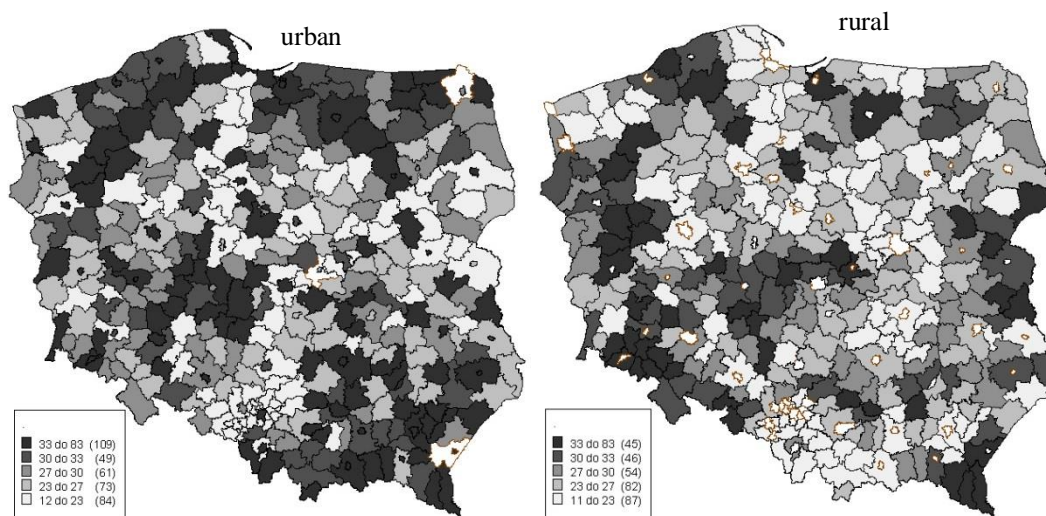 urban
rural
33 do 83 (109)
30 do 33 (49)
27 do 30 (61)
23 do 27 (73)
12 do 23 (84)
33 do 83 (45)
30 do 33 (46)
27 do 30 (54)
23 do 27 (82)
11 do 23 (87)